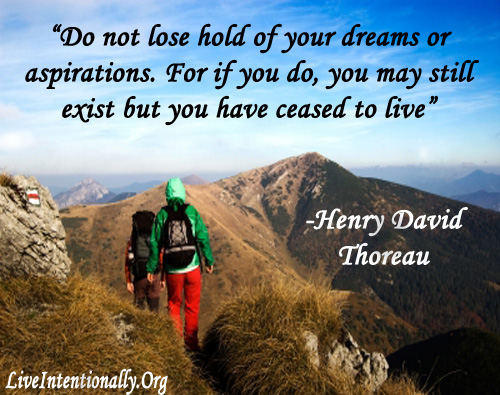 “Do not lose hold of your dreams or
aspirations. For if you do, you may still
exist but you have ceased to live”
-Henry David
Thoreau
LiveIntentionally.Org